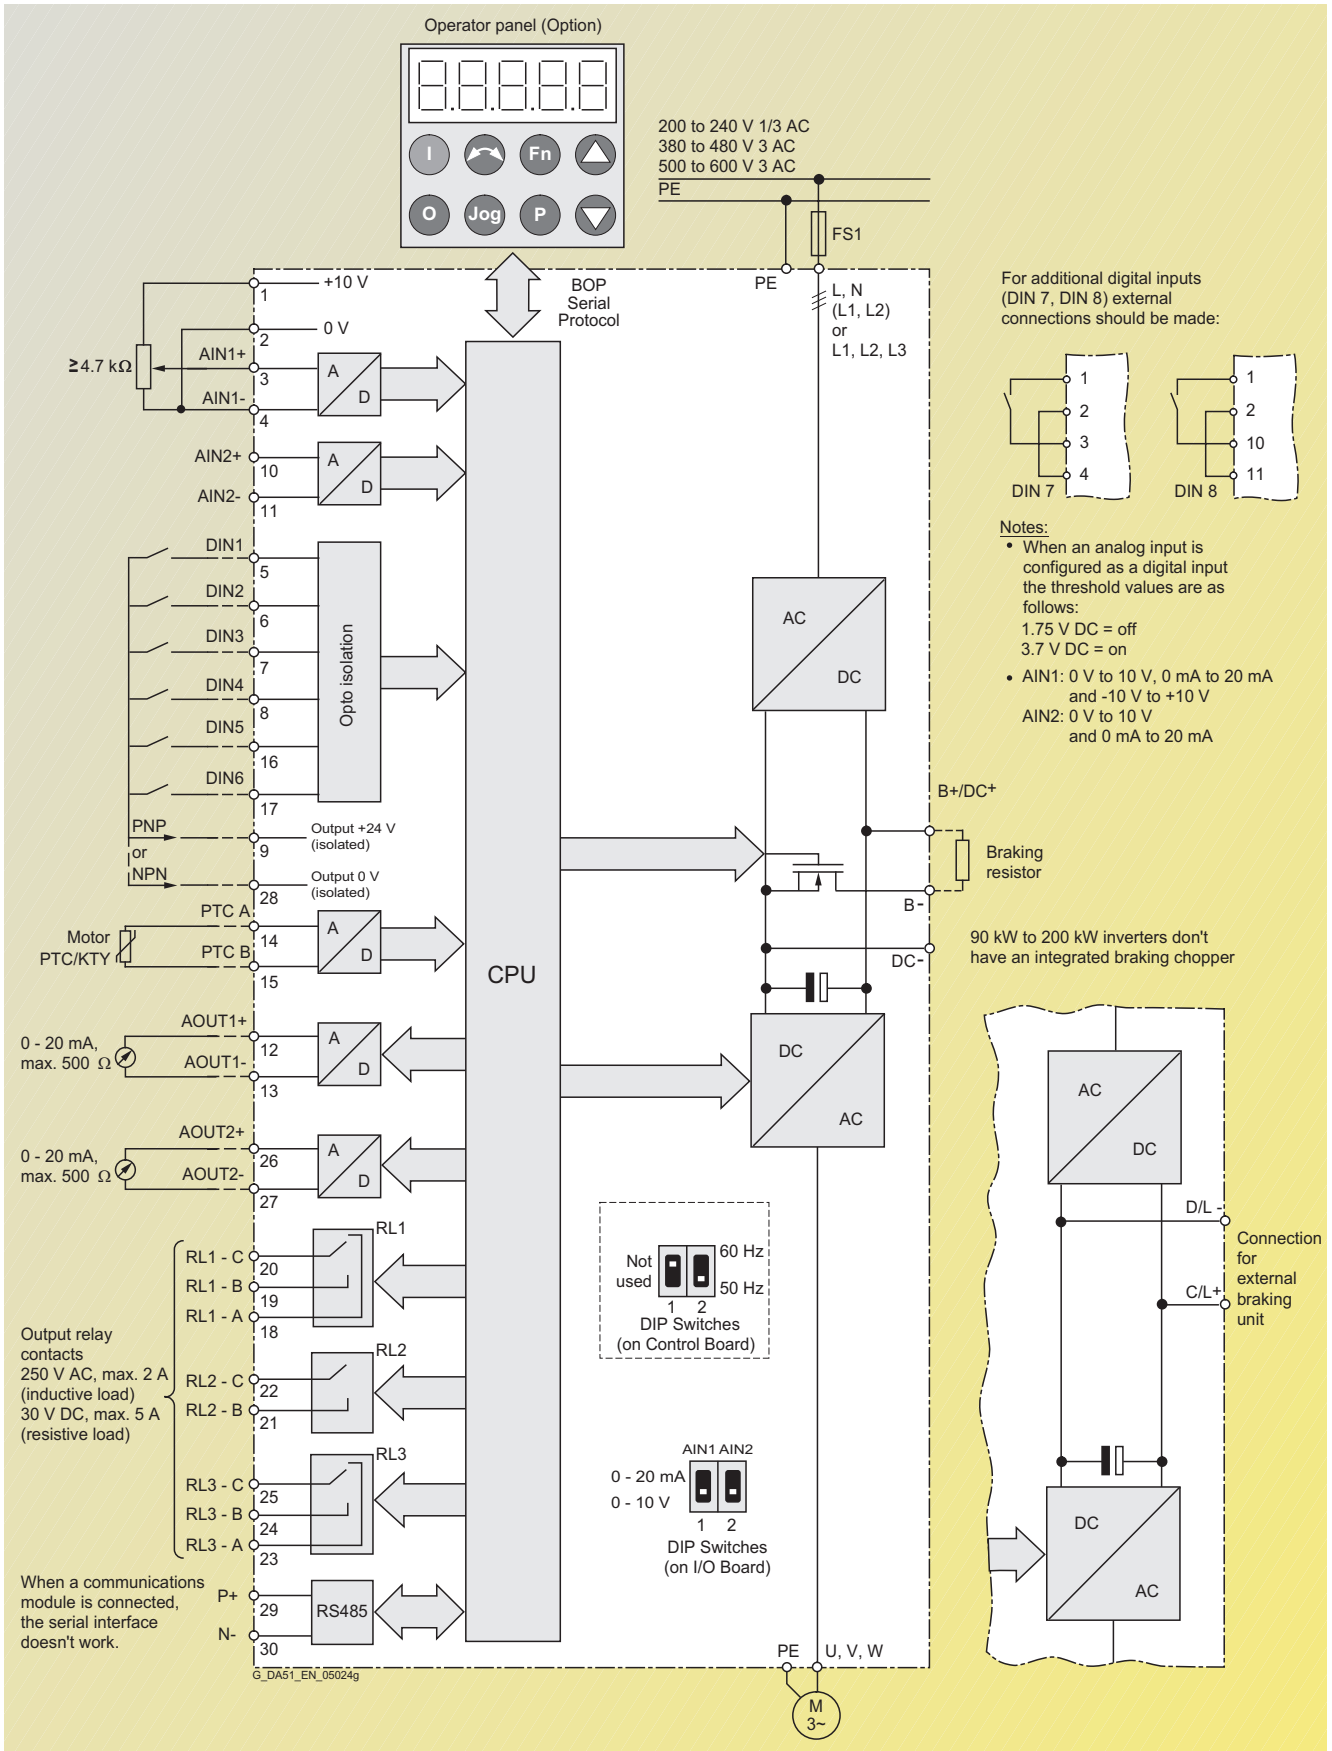 Operator panel (Option)
I
Fn
O
Jog
P
200 to 240 V 1/3 AC
380 to 480 V 3 AC
500 to 600 V 3 AC
PE
FS1
PE
L, N
(L1, L2)
or
L1, L2, L3
BOP
Serial
Protocol
1
+10 V
2
0 V
≥4.7 kΩ
AIN1+
3
AIN1-
4
A
D
AIN2+
10
AIN2-
11
A
D
DIN1
5
DIN2
6
DIN3
7
DIN4
8
DIN5
16
DIN6
17
Opto isolation
PNP
or
NPN
9
Output +24 V
(isolated)
28
Output 0 V
(isolated)
Motor
PTC/KTY
PTC A
14
PTC B
15
A
D
CPU
0 - 20 mA,
max. 500 Ω
AOUT1+
12
AOUT1-
13
A
D
0 - 20 mA,
max. 500 Ω
AOUT2+
26
AOUT2-
27
A
D
Output relay
contacts
250 V AC, max. 2 A
(inductive load)
30 V DC, max. 5 A
(resistive load)
RL1
RL1 - C
20
RL1 - B
19
RL1 - A
18
RL2
RL2 - C
22
RL2 - B
21
RL3
RL3 - C
25
RL3 - B
24
RL3 - A
23
When a communications
module is connected,
the serial interface
doesn't work.
P+
29
N-
30
RS485
G_DA51_EN_05024g
AC
DC
B+/DC+
Braking
resistor
B-
DC-
DC
AC
Not
used
60 Hz
50 Hz
1 2
DIP Switches
(on Control Board)
AIN1 AIN2
0 - 20 mA
0 - 10 V
1 2
DIP Switches
(on I/O Board)
PE
U, V, W
M
3~
For additional digital inputs
(DIN 7, DIN 8) external
connections should be made:
1
2
3
4
DIN 7
1
2
10
11
DIN 8
Notes:
• When an analog input is
configured as a digital input
the threshold values are as
follows:
1.75 V DC = off
3.7 V DC = on
• AIN1: 0 V to 10 V, 0 mA to 20 mA
and -10 V to +10 V
AIN2: 0 V to 10 V
and 0 mA to 20 mA
90 kW to 200 kW inverters don't
have an integrated braking chopper
AC
DC
D/L -
C/L+
Connection
for
external
braking
unit
DC
AC